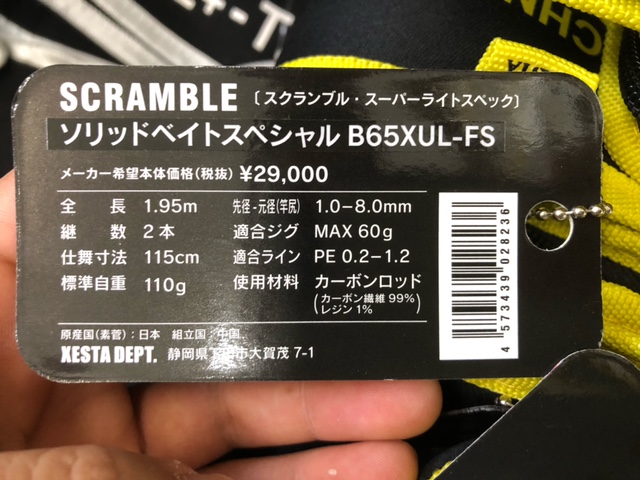 SCRAMBLE 〔スクランブル・スーパーライトスペック〕
ソリッドベイトスペシャル B65XUL-FS
メーカー希望本体価格(税抜) ¥29,000
全長 1.95m 先径-元径(竿尻) 1.0-8.0mm
継数 2本 適合ジグ MAX 60g
仕舞寸法 115cm 適合ライン PE 0.2-1.2
標準自重 110g 使用材料 カーボンロッド
(カーボン繊維 99%
レジン 1%)
原産国(素菅):日本 組立国:中国
XESTA DEPT. 静岡県下田市大賀茂 7-1
4 573439 028236